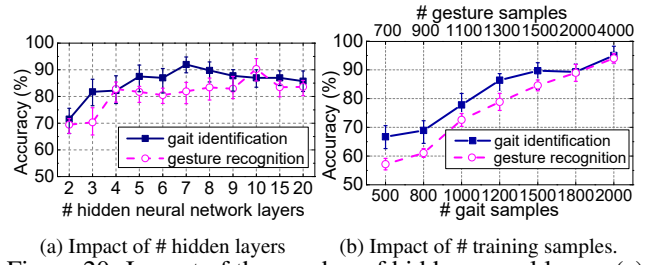 100
90
80
70
60
50
Accuracy (%)
gait identification
gesture recognition
2 3 4 5 6 7 8 9 10 15 20
# hidden neural network layers
(a) Impact of # hidden layers
# gesture samples
700 900 1100 1300 1500 2000 4000
100
90
80
70
60
50
Accuracy (%)
gait identification
gesture recognition
500 800 1000 1200 1500 1800 2000
# gait samples
(b) Impact of # training samples.